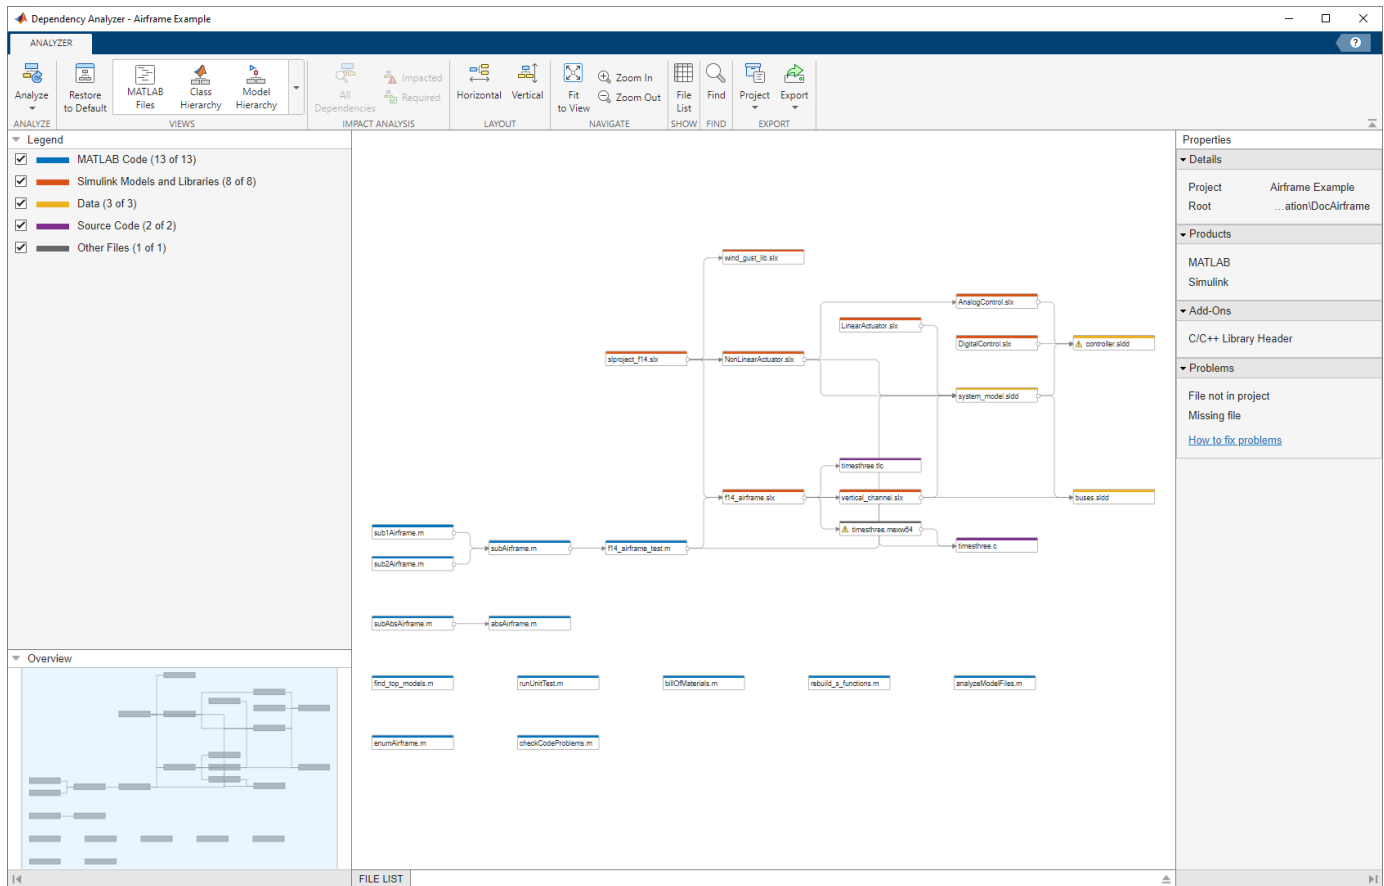 Dependency Analyzer - Airframe Example
ANALYZER
?
Analyze
Restore
to Default
MATLAB
Files
Class
Hierarchy
Model
Hierarchy
All
Dependencies
Impacted
Required
Horizontal
Vertical
Fit
to View
Zoom In
Zoom Out
File
List
Find
Project
Export
ANALYZE
VIEWS
IMPACT ANALYSIS
LAYOUT
NAVIGATE
SHOW
FIND
EXPORT
Legend
MATLAB Code (13 of 13)
Simulink Models and Libraries (8 of 8)
Data (3 of 3)
Source Code (2 of 2)
Other Files (1 of 1)
Overview
wind_gust_lib.slx
AnalogControl.slx
LinearActuator.slx
DigitalControl.slx
controller.sldd
slproject_f14.slx
NonLinearActuator.slx
system_model.sldd
timesthree.tlc
f14_airframe.slx
vertical_channel.slx
buses.sldd
timesthree.mexw64
timesthree.c
sub1Airframe.m
subAirframe.m
f14_airframe_test.m
sub2Airframe.m
subAbsAirframe.m
absAirframe.m
find_top_models.m
runUnitTest.m
billOfMaterials.m
rebuild_s_functions.m
analyzeModelFiles.m
enumAirframe.m
checkCodeProblems.m
FILE LIST
Properties
Details
Project Airframe Example
Root ...ation\DocAirframe
Products
MATLAB
Simulink
Add-Ons
C/C++ Library Header
Problems
File not in project
Missing file
How to fix problems